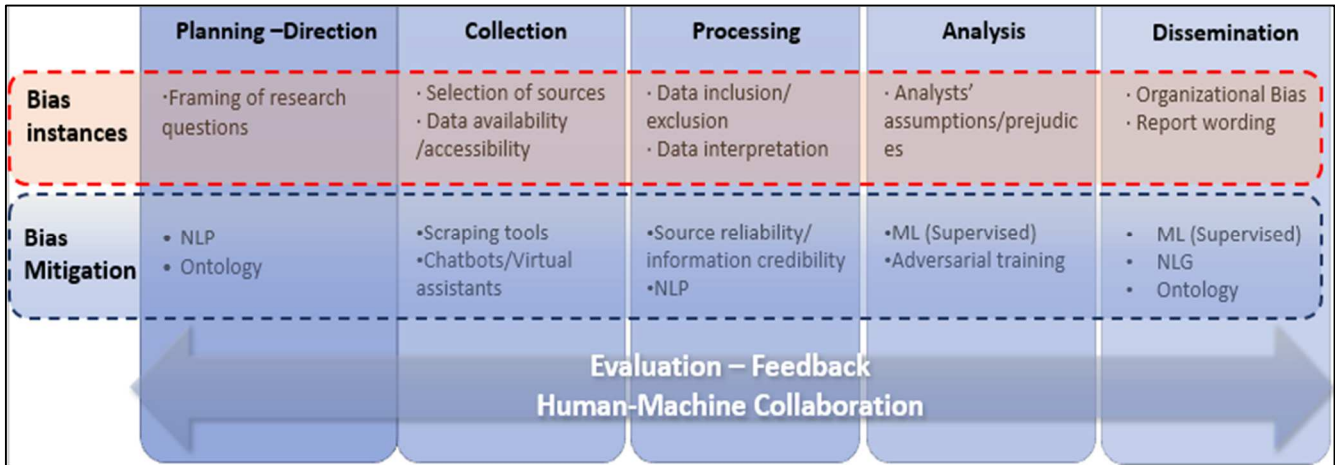 Planning –Direction
Collection
Processing
Analysis
Dissemination
Bias
instances
·Framing of research
questions
· Selection of sources
· Data availability
/accessibility
· Data inclusion/
exclusion
· Data interpretation
· Analysts’
assumptions/prejudic
es
· Organizational Bias
· Report wording
Bias
Mitigation
• NLP
• Ontology
•Scraping tools
•Chatbots/Virtual
assistants
•Source reliability/
information credibility
•NLP
•ML (Supervised)
•Adversarial training
• ML (Supervised)
• NLG
• Ontology
Evaluation – Feedback
Human-Machine Collaboration